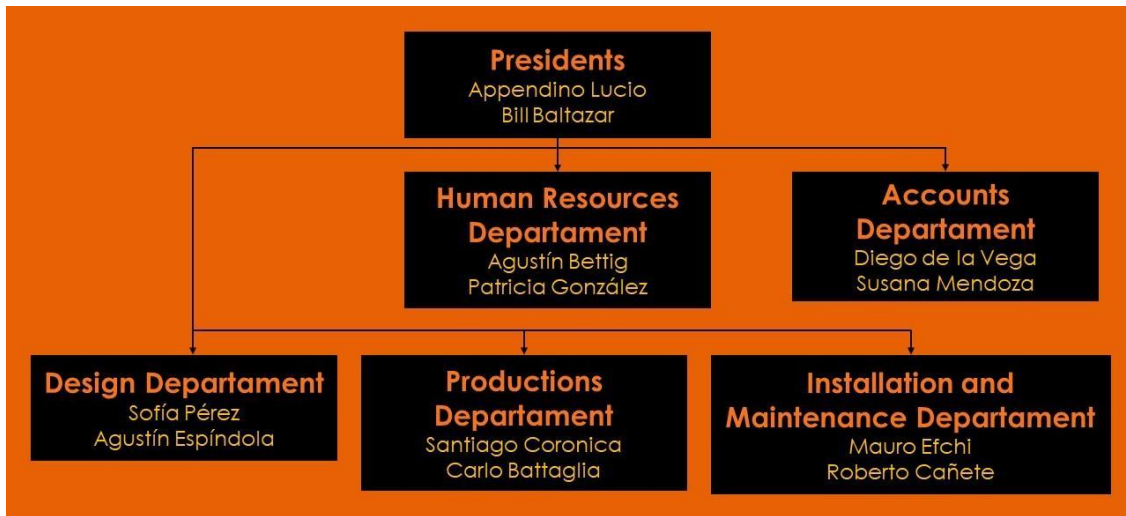 Presidents
Appendino Lucio
Bill Baltazar
Human Resources
Departament
Agustín Bettig
Patricia González
Accounts
Departament
Diego de la Vega
Susana Mendoza
Design Departament
Sofía Pérez
Agustín Espíndola
Productions
Departament
Santiago Coronica
Carlo Battaglia
Installation and
Maintenance Departament
Mauro Efchi
Roberto Cañete